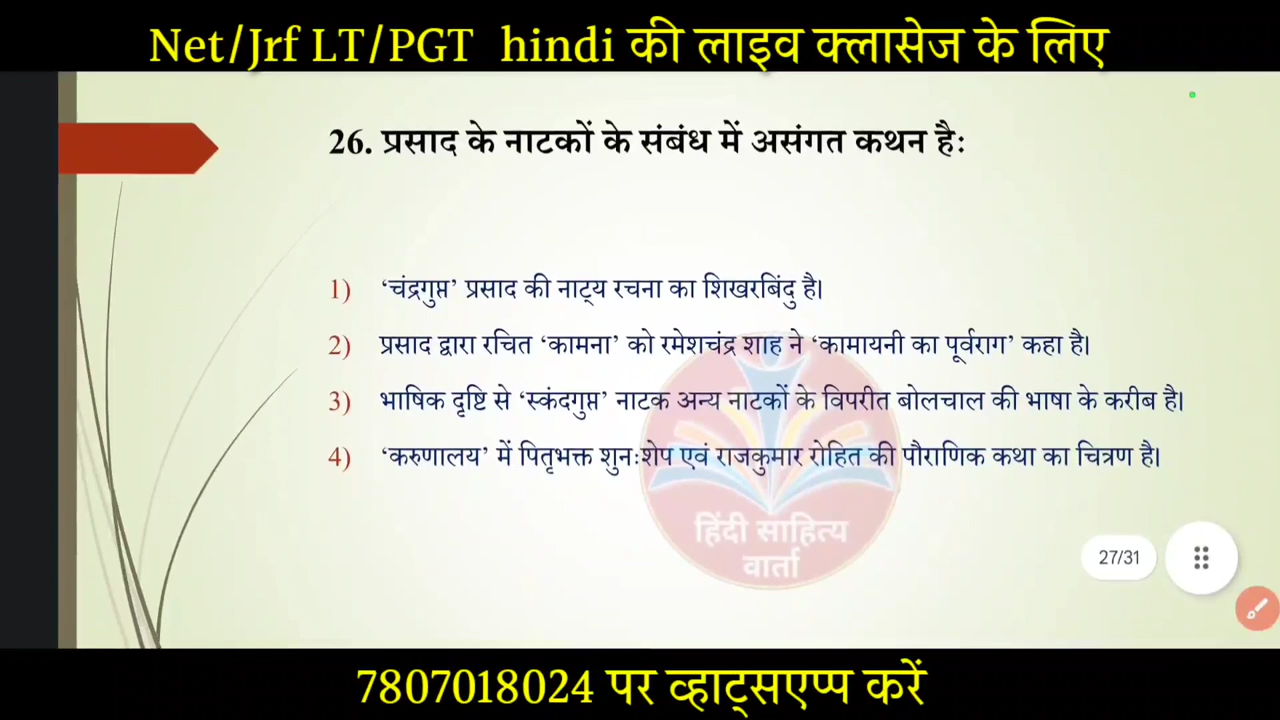 Net/Jrf LT/PGT hindi की लाइव क्लासेज के लिए
26. प्रसाद के नाटकों के संबंध में असंगत कथन है:
1) ‘चंद्रगुप्त’ प्रसाद की नाट्य रचना का शिखरबिंदु है।
2) प्रसाद द्वारा रचित ‘कामना’ को रमेशचंद्र शाह ने ‘कामायनी का पूर्वराग’ कहा है।
3) भाषिक दृष्टि से ‘स्कंदगुप्त’ नाटक अन्य नाटकों के विपरीत बोलचाल की भाषा के करीब है।
4) ‘करुणालय’ में पितृभक्त शुनःशेप एवं राजकुमार रोहित की पौराणिक कथा का चित्रण है।
हिंदी साहित्य
वार्ता
27/31
7807018024 पर व्हाट्सएप्प करें